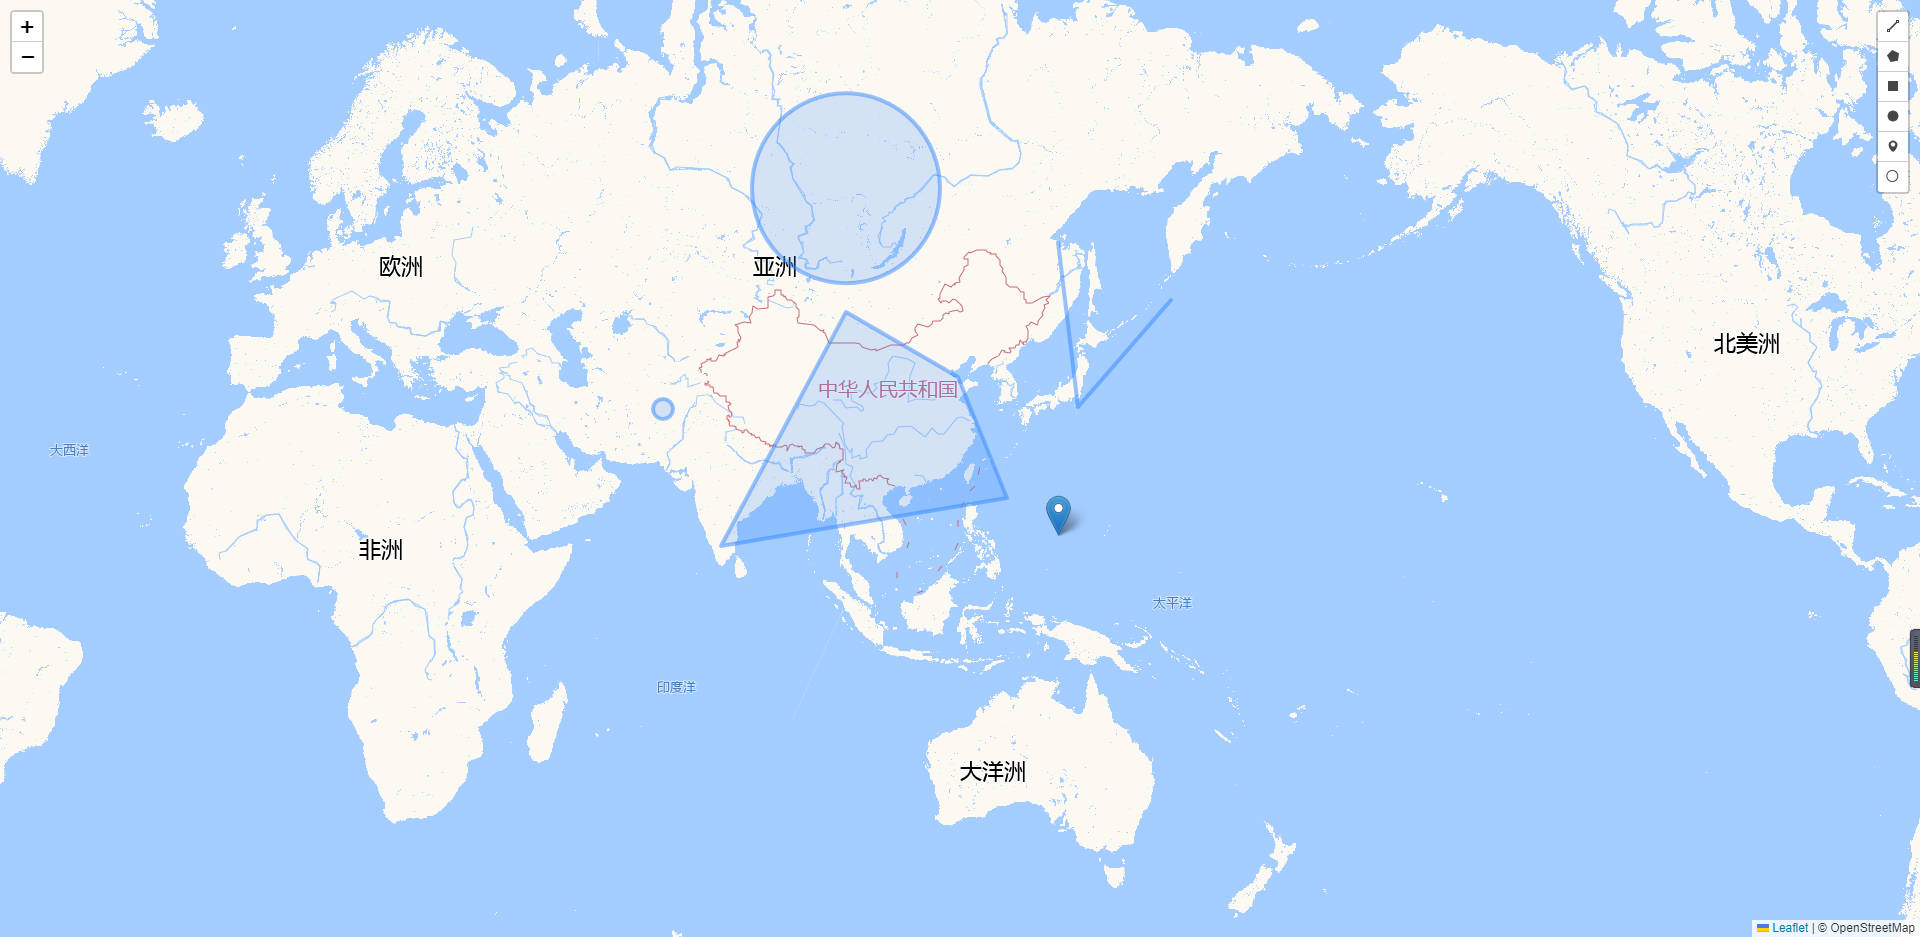 +
−
欧洲
亚洲
北美洲
中华人民共和国
大西洋
非洲
太平洋
印度洋
大洋洲
Leaflet | © OpenStreetMap